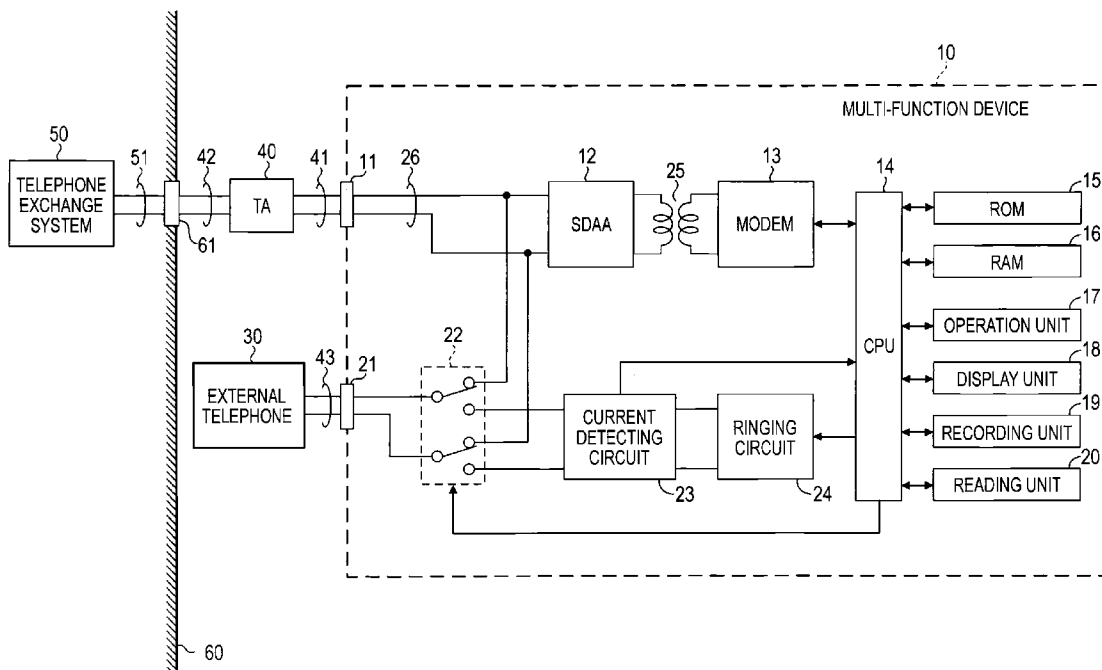 10
MULTI-FUNCTION DEVICE
50
51
42
40
41
11
26
12
25
13
14
15
TELEPHONE
EXCHANGE
SYSTEM
61
TA
SDAA
MODEM
ROM
16
RAM
17
OPERATION UNIT
CPU
18
DISPLAY UNIT
19
RECORDING UNIT
20
READING UNIT
30
43
21
22
EXTERNAL
TELEPHONE
CURRENT
DETECTING
CIRCUIT
23
RINGING
CIRCUIT
24
60